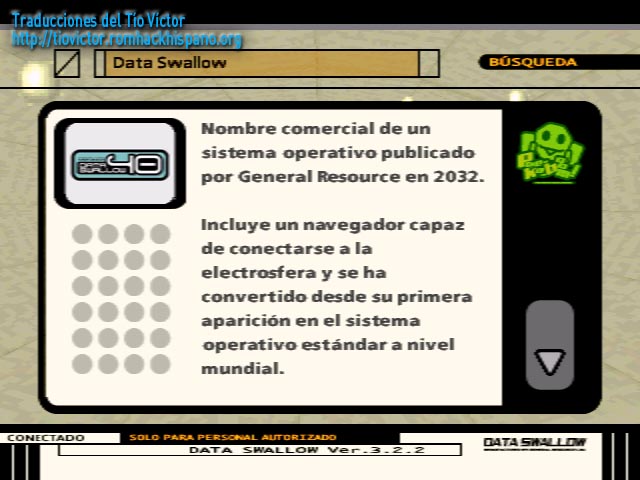 Traducciones del Tio Victor
http://tiovictor.romhackhispano.org
Data Swallow
BÚSQUEDA
Nombre comercial de un
sistema operativo publicado
por General Resource en 2032.
DATA
SWALLOW 40
Incluye un navegador capaz
de conectarse a la
electrosfera y se ha
convertido desde su primera
aparición en el sistema
operativo estándar a nivel
mundial.
CONECTADO
SOLO PARA PERSONAL AUTORIZADO
DATA SWALLOW Ver.3.2.2
DATA SWALLOW